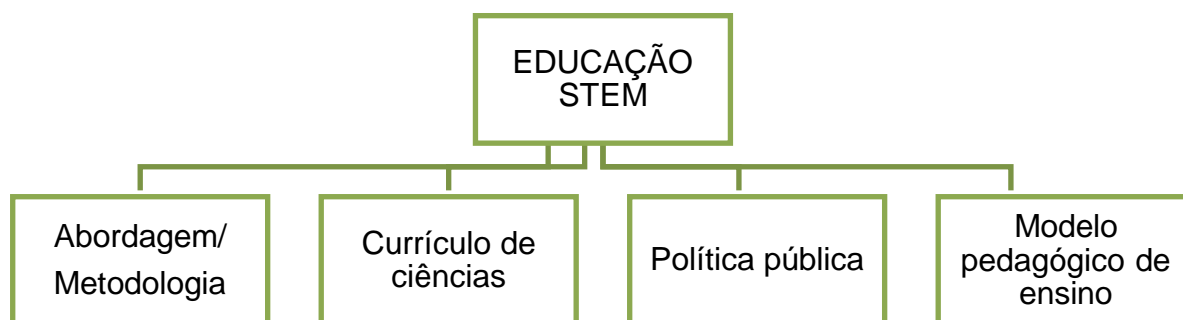 EDUCAÇÃO
STEM
Abordagem/
Metodologia
Currículo de
ciências
Política pública
Modelo
pedagógico de
ensino